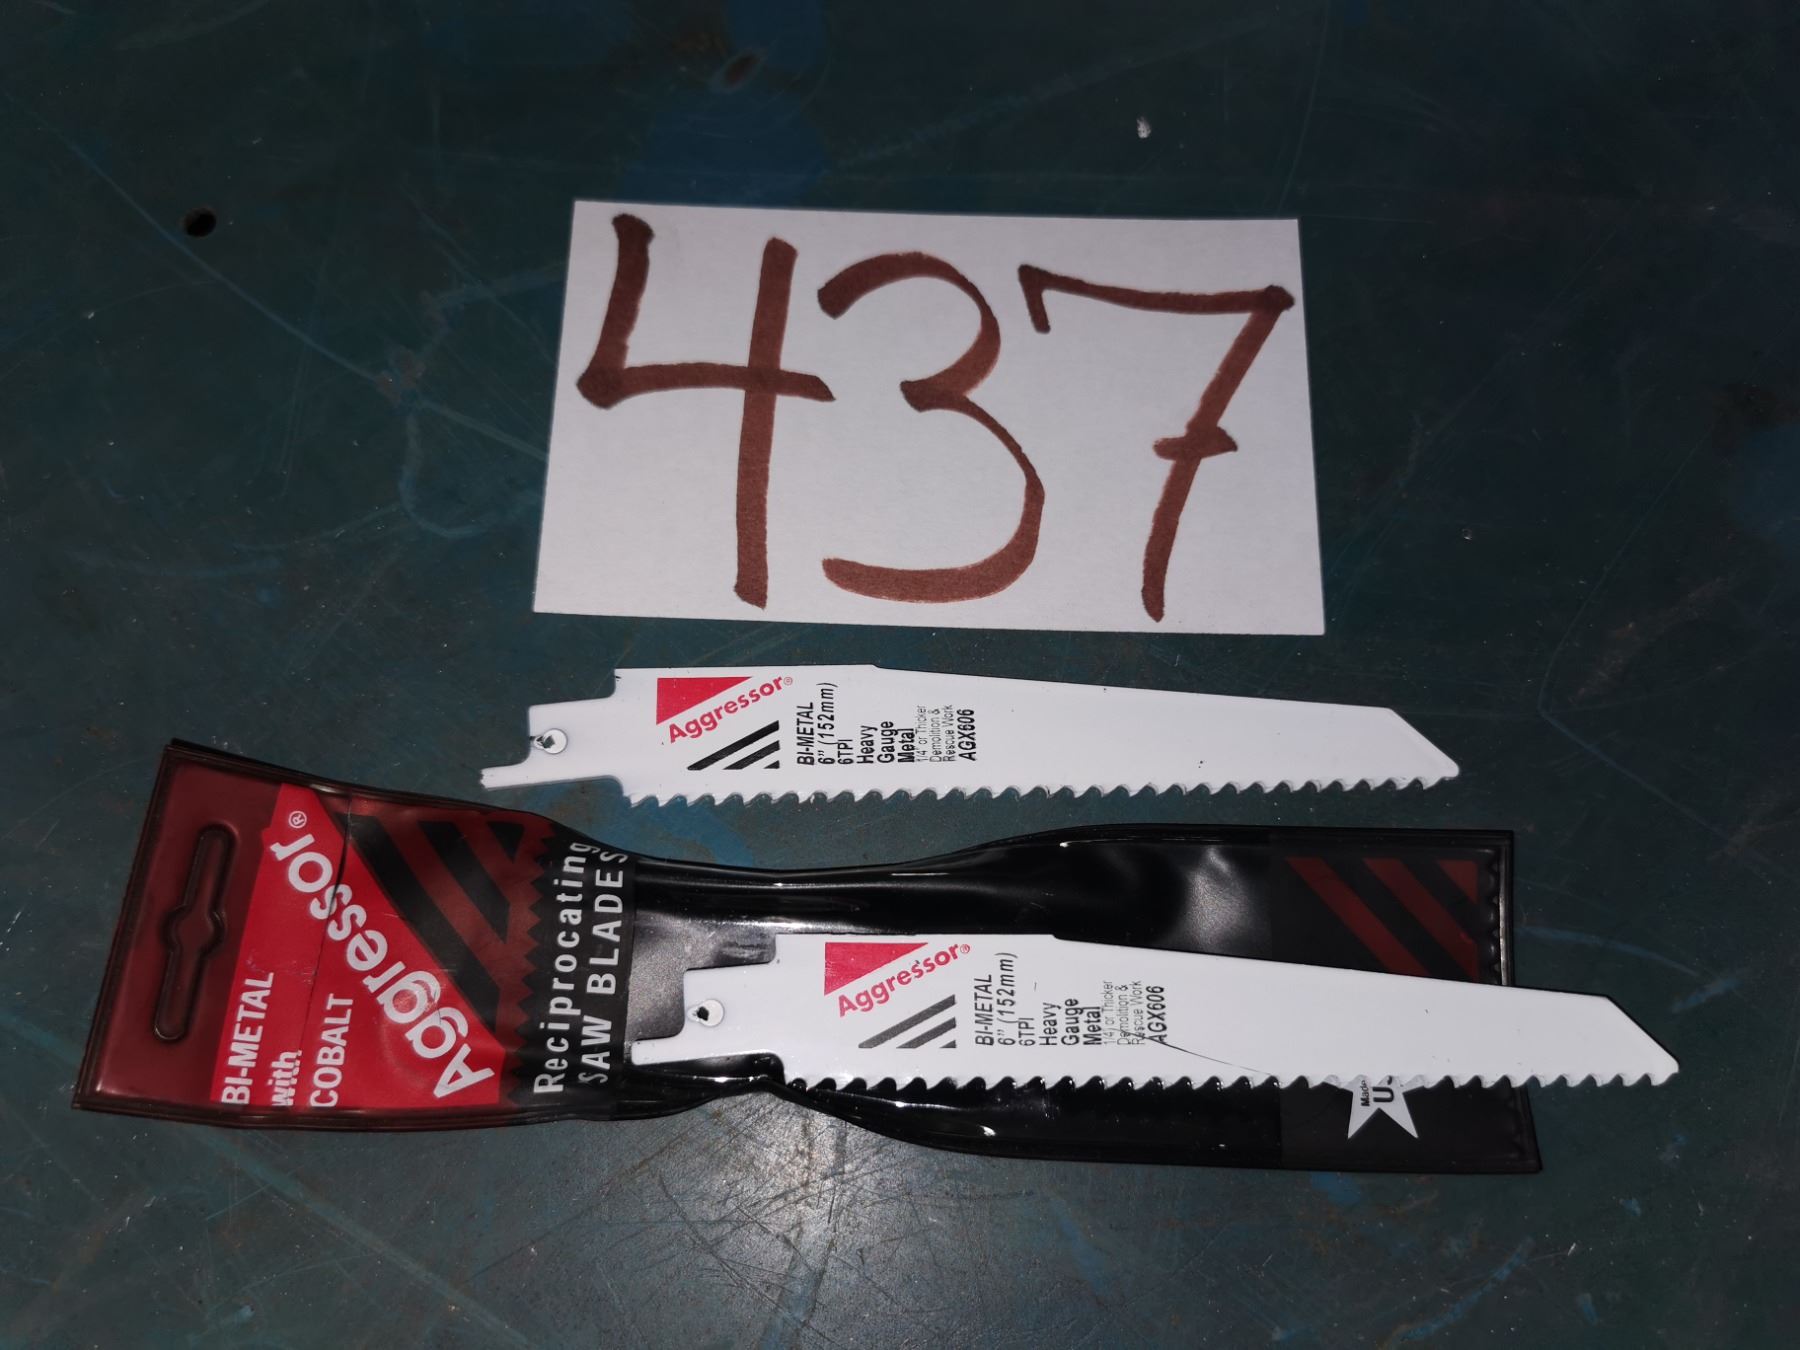 437
Aggressor®
BI-METAL
6" (152mm)
6TPI
Heavy
Gauge
Metal
1/4" or Thicker
Demolition &
Rescue Work
AGX606
BI-METAL
with
COBALT
Aggressor®
Reciprocating
SAW BLADES
Aggressor®
BI-METAL
6" (152mm)
6TPI
Heavy
Gauge
Metal
1/4" or Thicker
Demolition &
Rescue Work
AGX606
Made